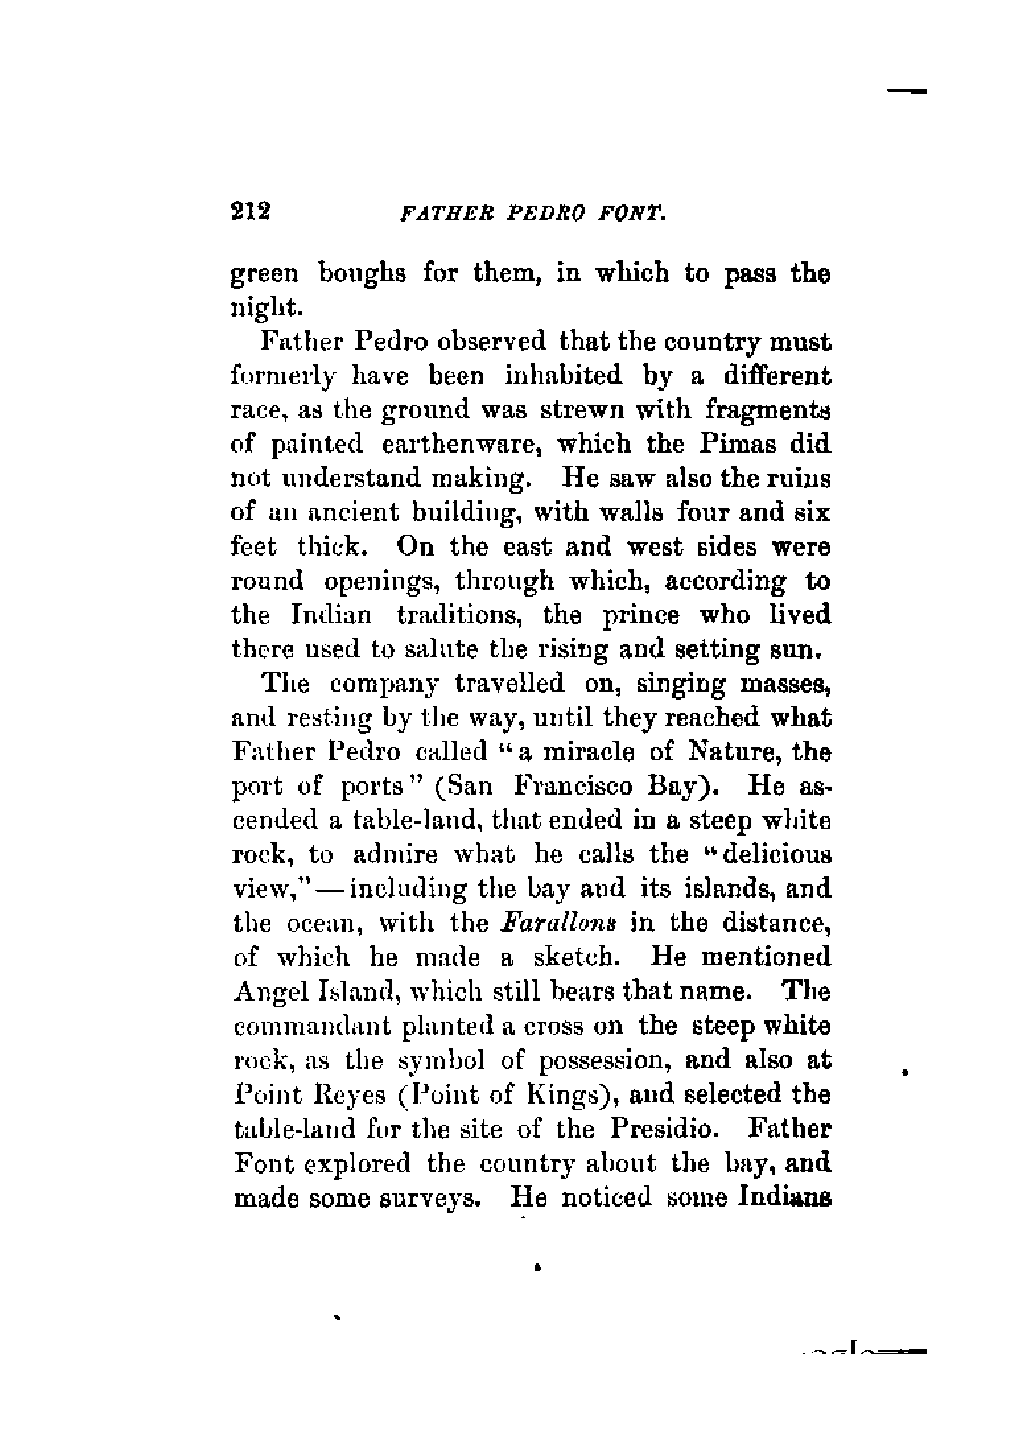 212 FATHER PEDRO FONT.
green boughs for them, in which to pass the
night.
Father Pedro observed that the country must
formerly have been inhabited by a different
race, as the ground was strewn with fragments
of painted earthenware, which the Pimas did
not understand making. He saw also the ruins
of an ancient building, with walls four and six
feet thick. On the east and west sides were
round openings, through which, according to
the Indian traditions, the prince who lived
there used to salute the rising and setting sun.
The company travelled on, singing masses,
and resting by the way, until they reached what
Father Pedro called "a miracle of Nature, the
port of ports" (San Francisco Bay). He as-
cended a table-land, that ended in a steep white
rock, to admire what he calls the "delicious
view,"—including the bay and its islands, and
the ocean, with the Farallons in the distance,
of which he made a sketch. He mentioned
Angel Island, which still bears that name. The
commandant planted a cross on the steep white
rock, as the symbol of possession, and also at
Point Reyes (Point of Kings), and selected the
table-land for the site of the Presidio. Father
Font explored the country about the bay, and
made some surveys. He noticed some Indians